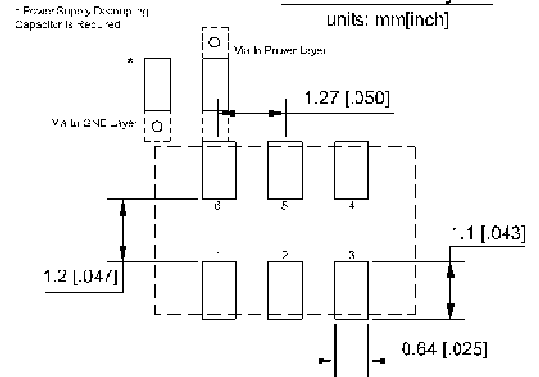 * Power Supply Decoupling
Capacitor Is Required
units: mm[inch]
Via to Power Layer
*
1.27 [.050]
Via to GND Layer
6
5
4
1.1 [.043]
1
2
3
1.2 [.047]
0.64 [.025]